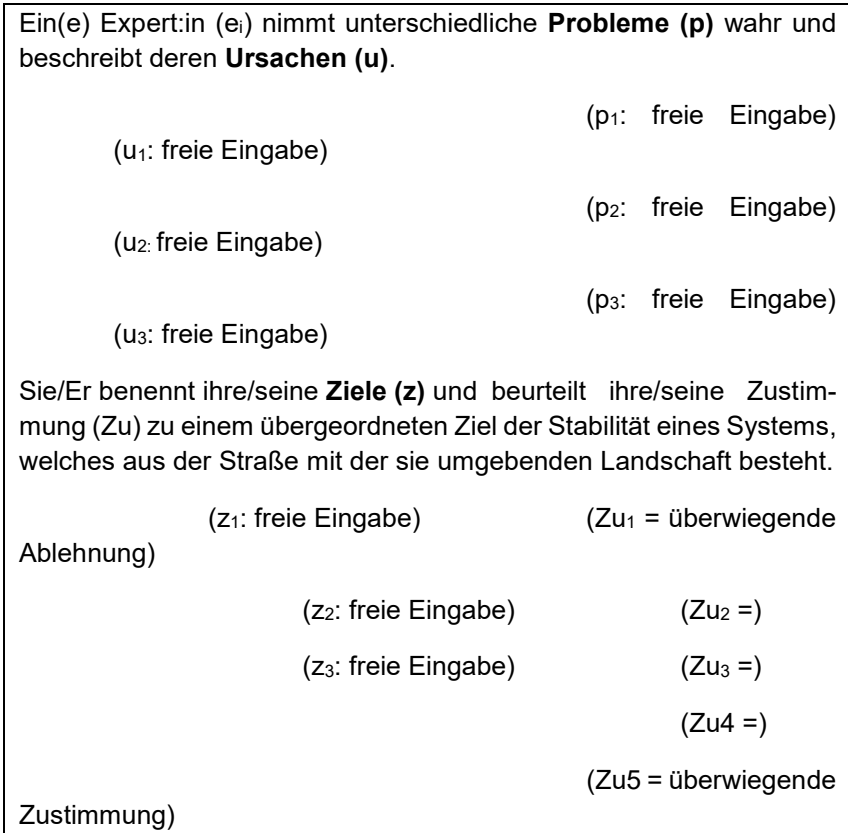 Ein(e) Expert:in (eᵢ) nimmt unterschiedliche Probleme (p) wahr und
beschreibt deren Ursachen (u).
(p₁: freie Eingabe)
(u₁: freie Eingabe)
(p₂: freie Eingabe)
(u₂: freie Eingabe)
(p₃: freie Eingabe)
(u₃: freie Eingabe)
Sie/Er benennt ihre/seine Ziele (z) und beurteilt ihre/seine Zustim-
mung (Zu) zu einem übergeordneten Ziel der Stabilität eines Systems,
welches aus der Straße mit der sie umgebenden Landschaft besteht.
(z₁: freie Eingabe) (Zu₁ = überwiegende
Ablehnung)
(z₂: freie Eingabe) (Zu₂ =)
(z₃: freie Eingabe) (Zu₃ =)
(Zu4 =)
(Zu5 = überwiegende
Zustimmung)